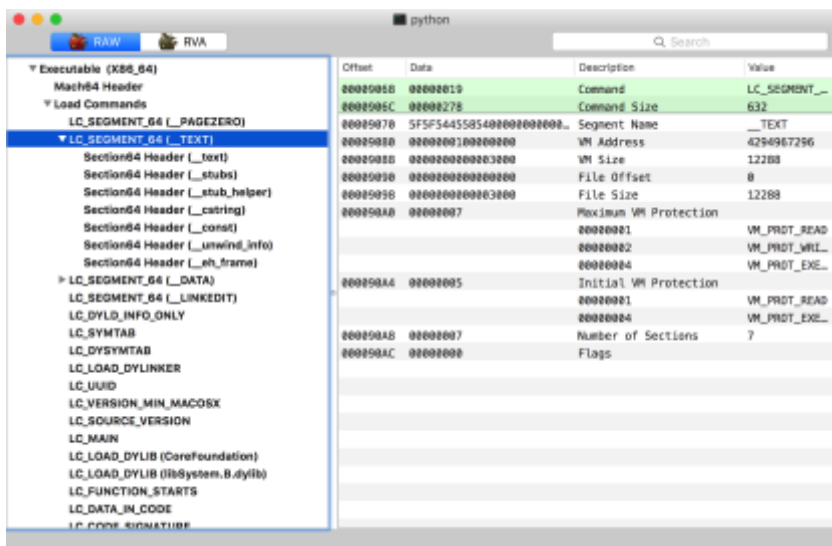 python
RAW RVA Search
Executable (X86_64)
Mach64 Header
Load Commands
LC_SEGMENT_64 (__PAGEZERO)
LC_SEGMENT_64 (__TEXT)
Section64 Header (__text)
Section64 Header (__stubs)
Section64 Header (__stub_helper)
Section64 Header (__cstring)
Section64 Header (__const)
Section64 Header (__unwind_info)
Section64 Header (__eh_frame)
LC_SEGMENT_64 (__DATA)
LC_SEGMENT_64 (__LINKEDIT)
LC_DYLD_INFO_ONLY
LC_SYMTAB
LC_DYSYMTAB
LC_LOAD_DYLINKER
LC_UUID
LC_VERSION_MIN_MACOSX
LC_SOURCE_VERSION
LC_MAIN
LC_LOAD_DYLIB (CoreFoundation)
LC_LOAD_DYLIB (libSystem.B.dylib)
LC_FUNCTION_STARTS
LC_DATA_IN_CODE
LC_CODE_SIGNATURE
Offset Data Description Value
00009068 00000019 Command LC_SEGMENT_…
0000906C 00000278 Command Size 632
00009070 5F5F5445585400000000000… Segment Name __TEXT
00009080 0000000100000000 VM Address 4294967296
00009088 0000000000003000 VM Size 12288
00009090 0000000000000000 File Offset 0
00009098 0000000000003000 File Size 12288
000090A0 00000007 Maximum VM Protection
00000001 VM_PROT_READ
00000002 VM_PROT_WRI…
00000004 VM_PROT_EXE…
000090A4 00000005 Initial VM Protection
00000001 VM_PROT_READ
00000004 VM_PROT_EXE…
000090A8 00000007 Number of Sections 7
000090AC 00000000 Flags